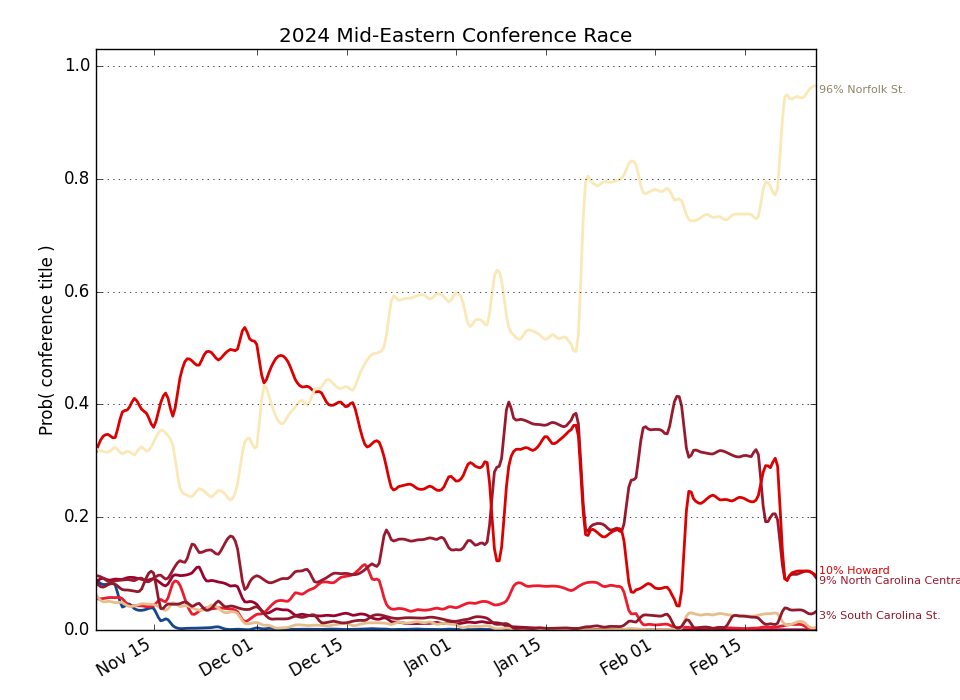 2024 Mid-Eastern Conference Race
Prob( conference title )
1.0
0.8
0.6
0.4
0.2
0.0
96% Norfolk St.
10% Howard
9% North Carolina Centra
3% South Carolina St.
Nov 15
Dec 01
Dec 15
Jan 01
Jan 15
Feb 01
Feb 15